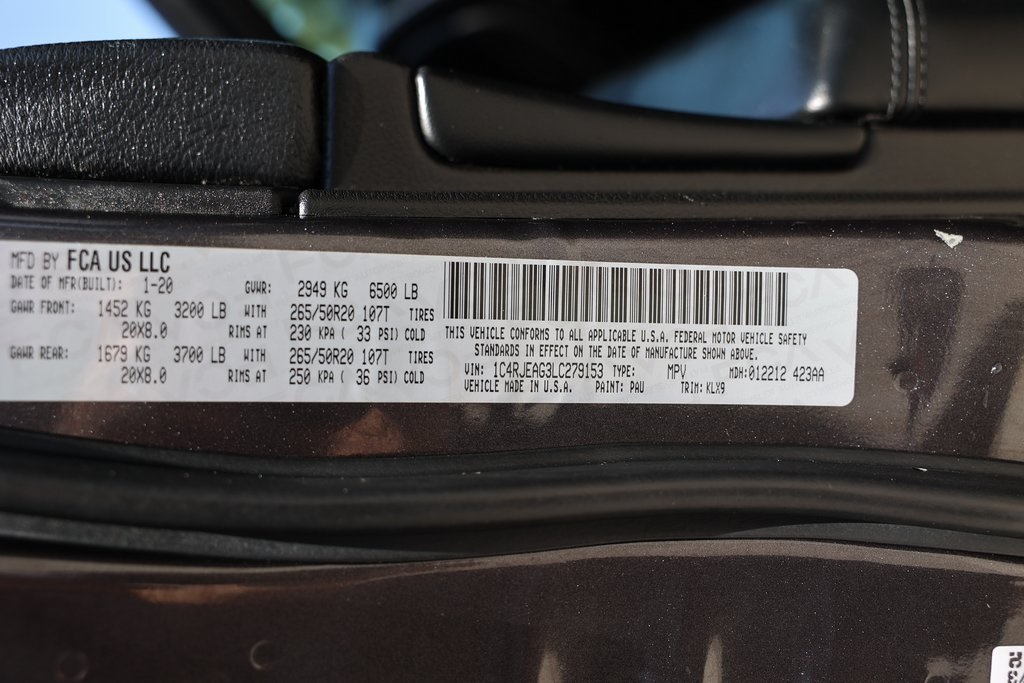 MFD BY FCA US LLC
DATE OF MFR(BUILT): 1-20 GVWR: 2949 KG 6500 LB
GAWR FRONT: 1452 KG 3200 LB WITH 265/50R20 107T TIRES
20X8.0 RIMS AT 230 KPA ( 33 PSI) COLD
GAWR REAR: 1679 KG 3700 LB WITH 265/50R20 107T TIRES
20X8.0 RIMS AT 250 KPA ( 36 PSI) COLD
THIS VEHICLE CONFORMS TO ALL APPLICABLE U.S.A. FEDERAL MOTOR VEHICLE SAFETY
STANDARDS IN EFFECT ON THE DATE OF MANUFACTURE SHOWN ABOVE.
VIN: 1C4RJEAG3LC279153 TYPE: MPV MDH:012212 423AA
VEHICLE MADE IN U.S.A. PAINT: PAU TRIM: KLX9